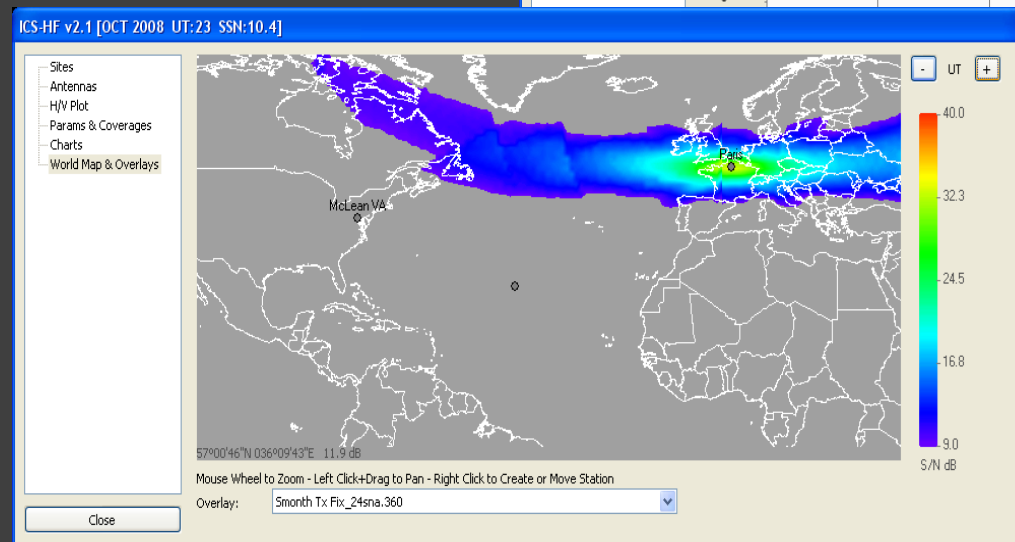 ICS-HF v2.1 [OCT 2008 UT:23 SSN:10.4]
Sites
Antennas
H/V Plot
Params & Coverages
Charts
World Map & Overlays
- UT +
40.0
Paris
32.3
McLean VA
24.5
16.8
9.0
57°00'46"N 036°09'43"E 11.9 dB
S/N dB
Mouse Wheel to Zoom - Left Click+Drag to Pan - Right Click to Create or Move Station
Overlay: Smonth Tx Fix_24sna.360
Close